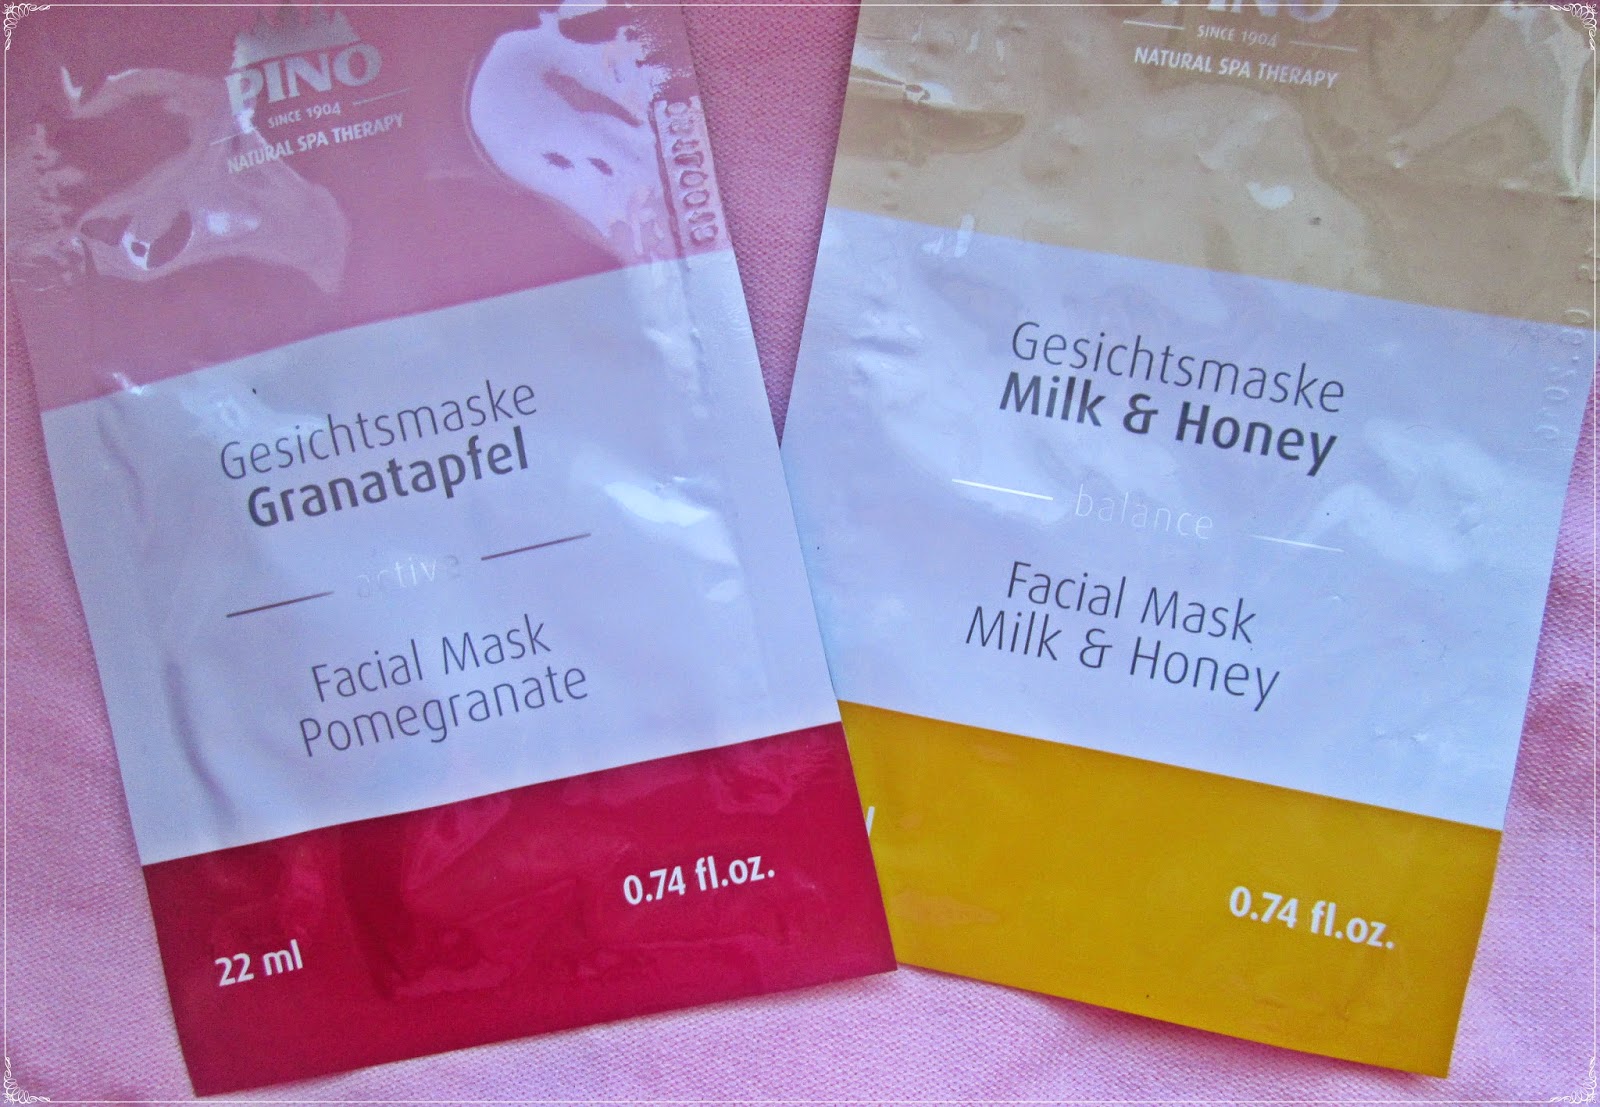 PINO
SINCE 1904
NATURAL SPA THERAPY
Gesichtsmaske
Granatapfel
active
Facial Mask
Pomegranate
22 ml
0.74 fl.oz.
PINO
SINCE 1904
NATURAL SPA THERAPY
Gesichtsmaske
Milk & Honey
balance
Facial Mask
Milk & Honey
0.74 fl.oz.